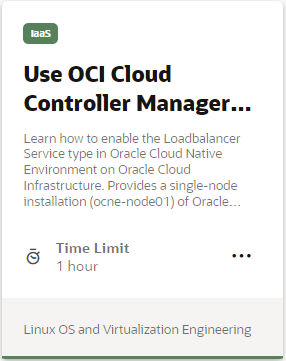 IaaS
Use OCI Cloud
Controller Manager...
Learn how to enable the Loadbalancer
Service type in Oracle Cloud Native
Environment on Oracle Cloud
Infrastructure. Provides a single-node
installation (ocne-node01) of Oracle...
Time Limit
1 hour
Linux OS and Virtualization Engineering